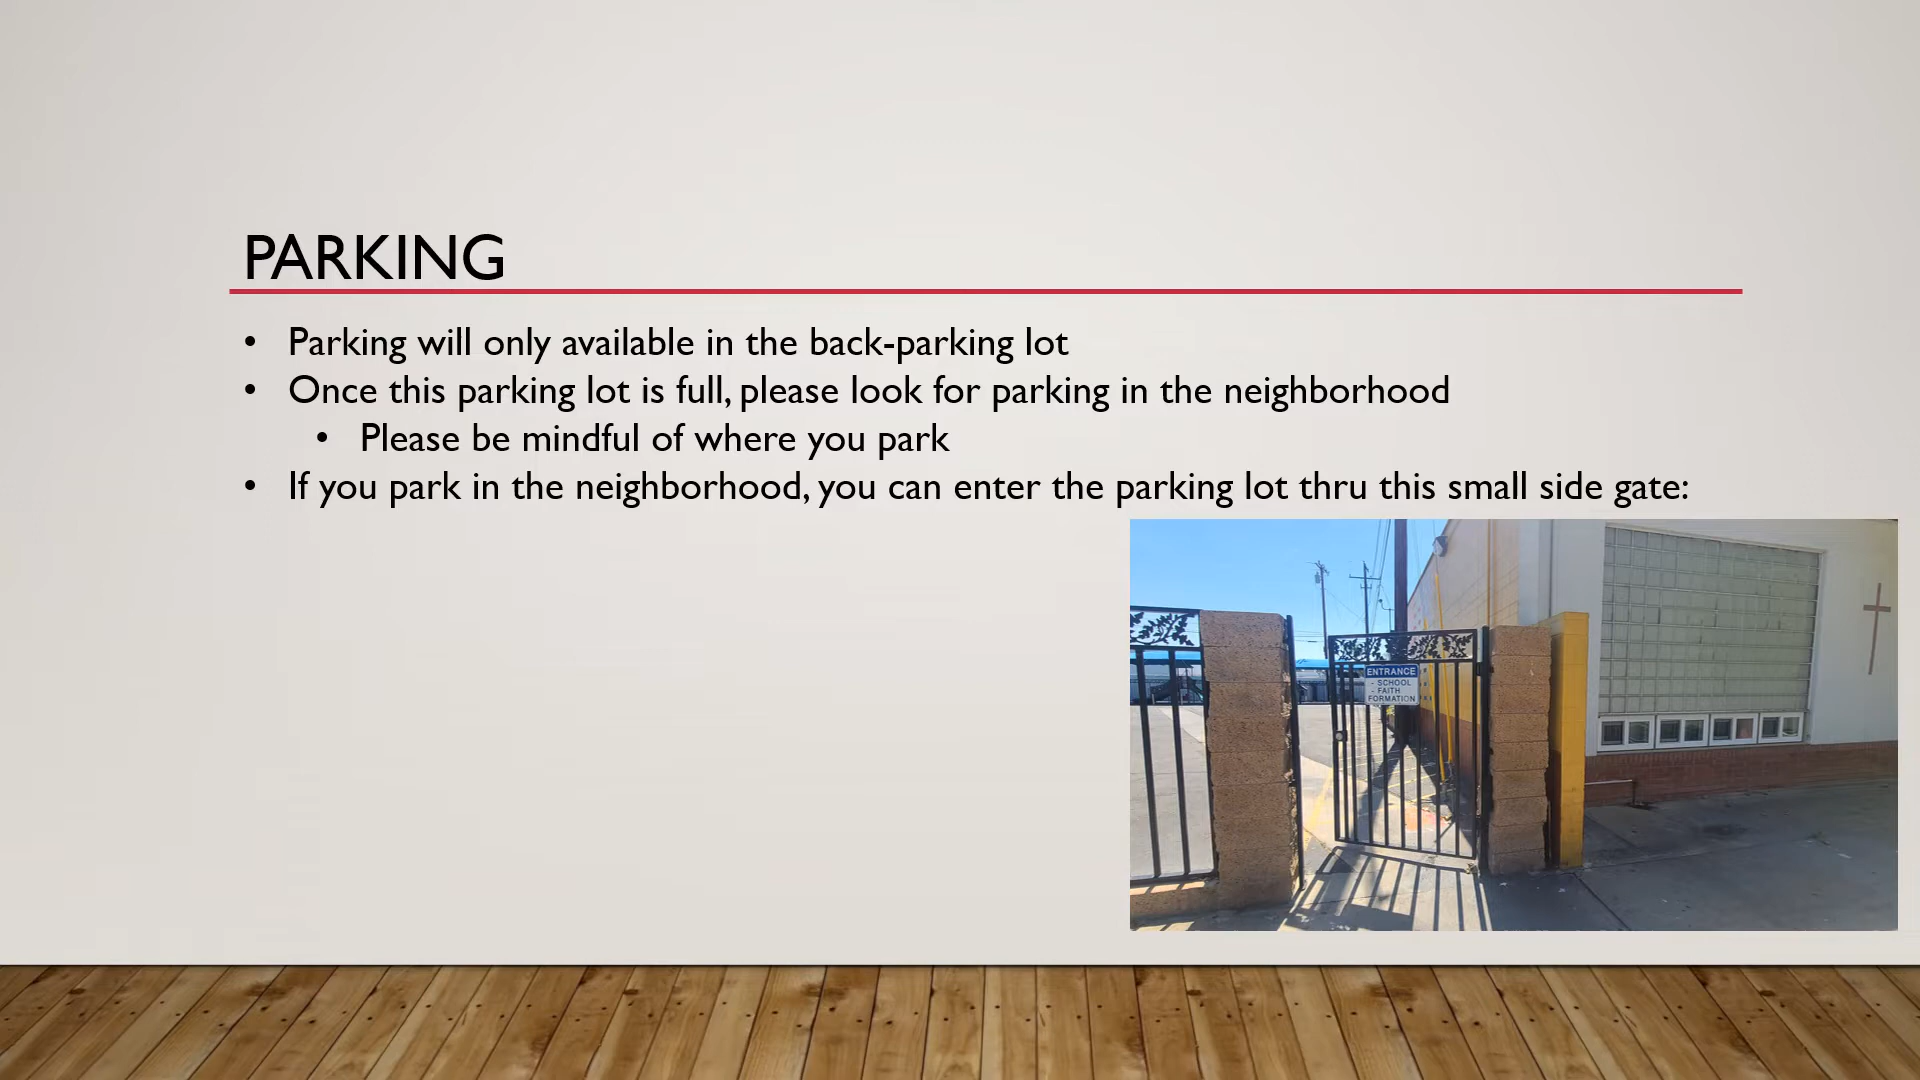 PARKING
• Parking will only available in the back-parking lot
• Once this parking lot is full, please look for parking in the neighborhood
• Please be mindful of where you park
• If you park in the neighborhood, you can enter the parking lot thru this small side gate:
ENTRANCE
- SCHOOL
- FAITH
FORMATION